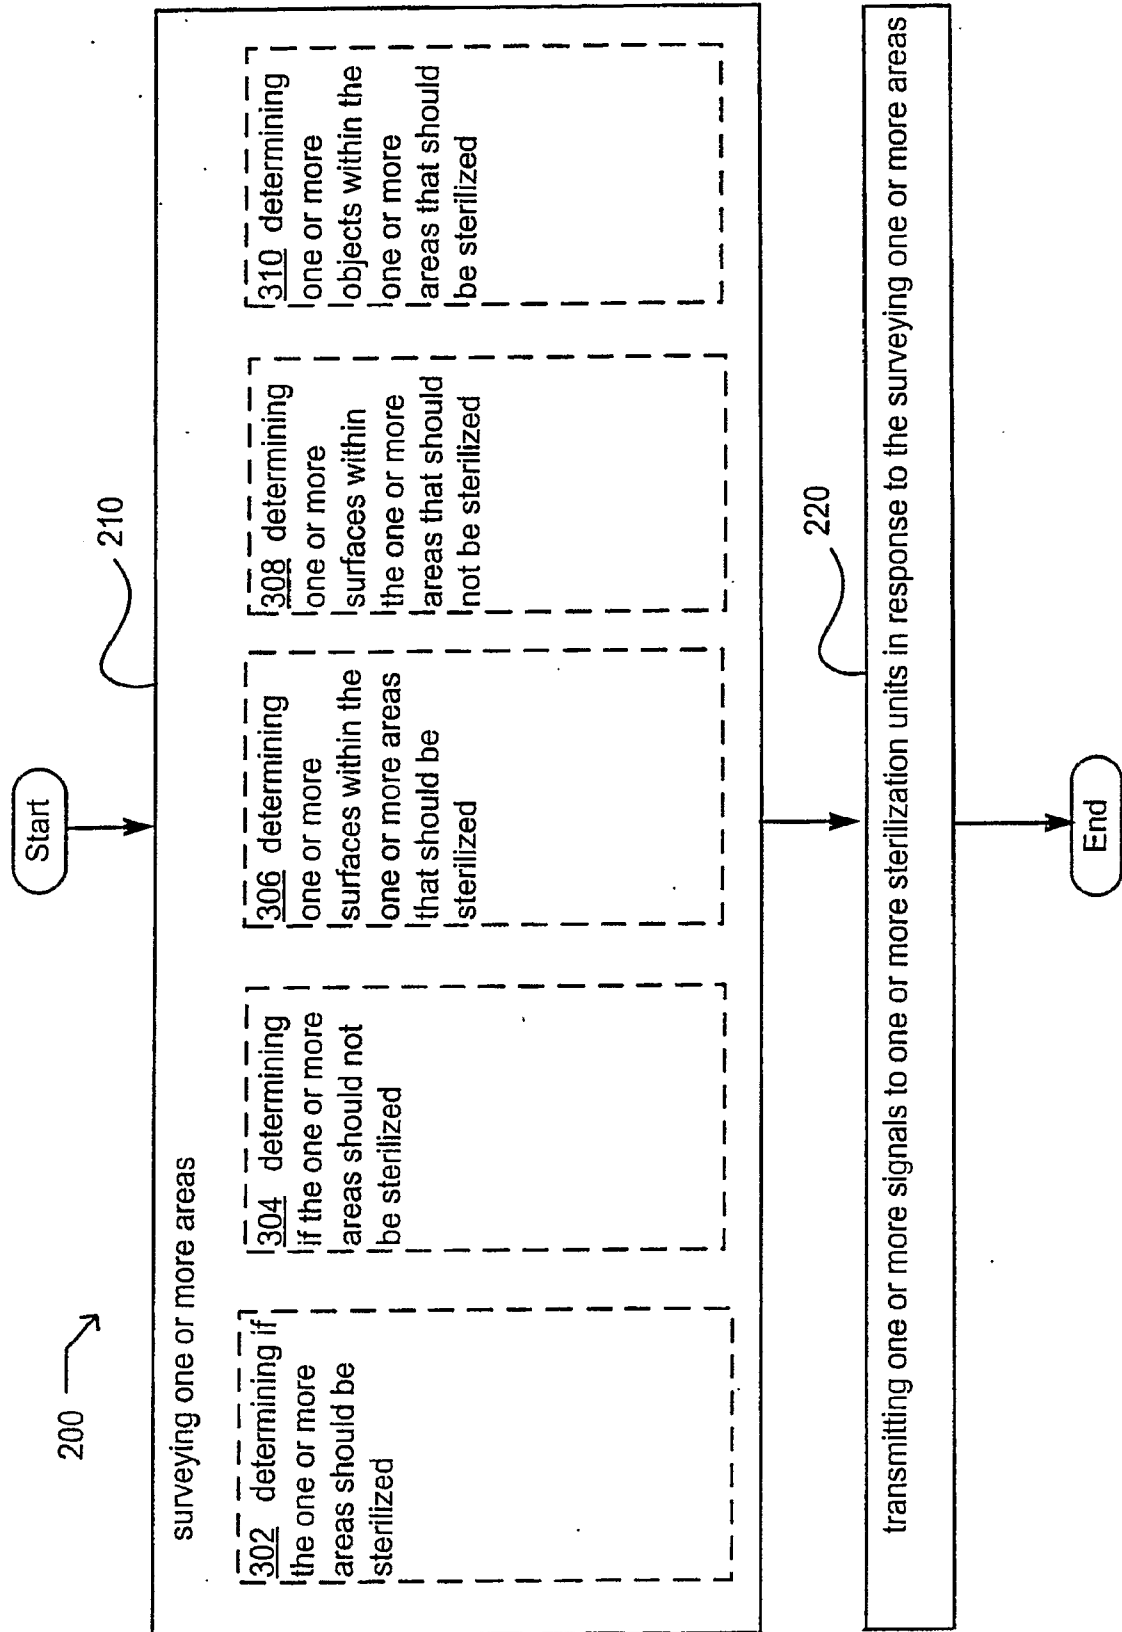 Start
200
210
surveying one or more areas
302 determining if
the one or more
areas should be
sterilized
304 determining
if the one or more
areas should not
be sterilized
306 determining
one or more
surfaces within the
one or more areas
that should be
sterilized
308 determining
one or more
surfaces within
the one or more
areas that should
not be sterilized
310 determining
one or more
objects within the
one or more
areas that should
be sterilized
220
transmitting one or more signals to one or more sterilization units in response to the surveying one or more areas
End